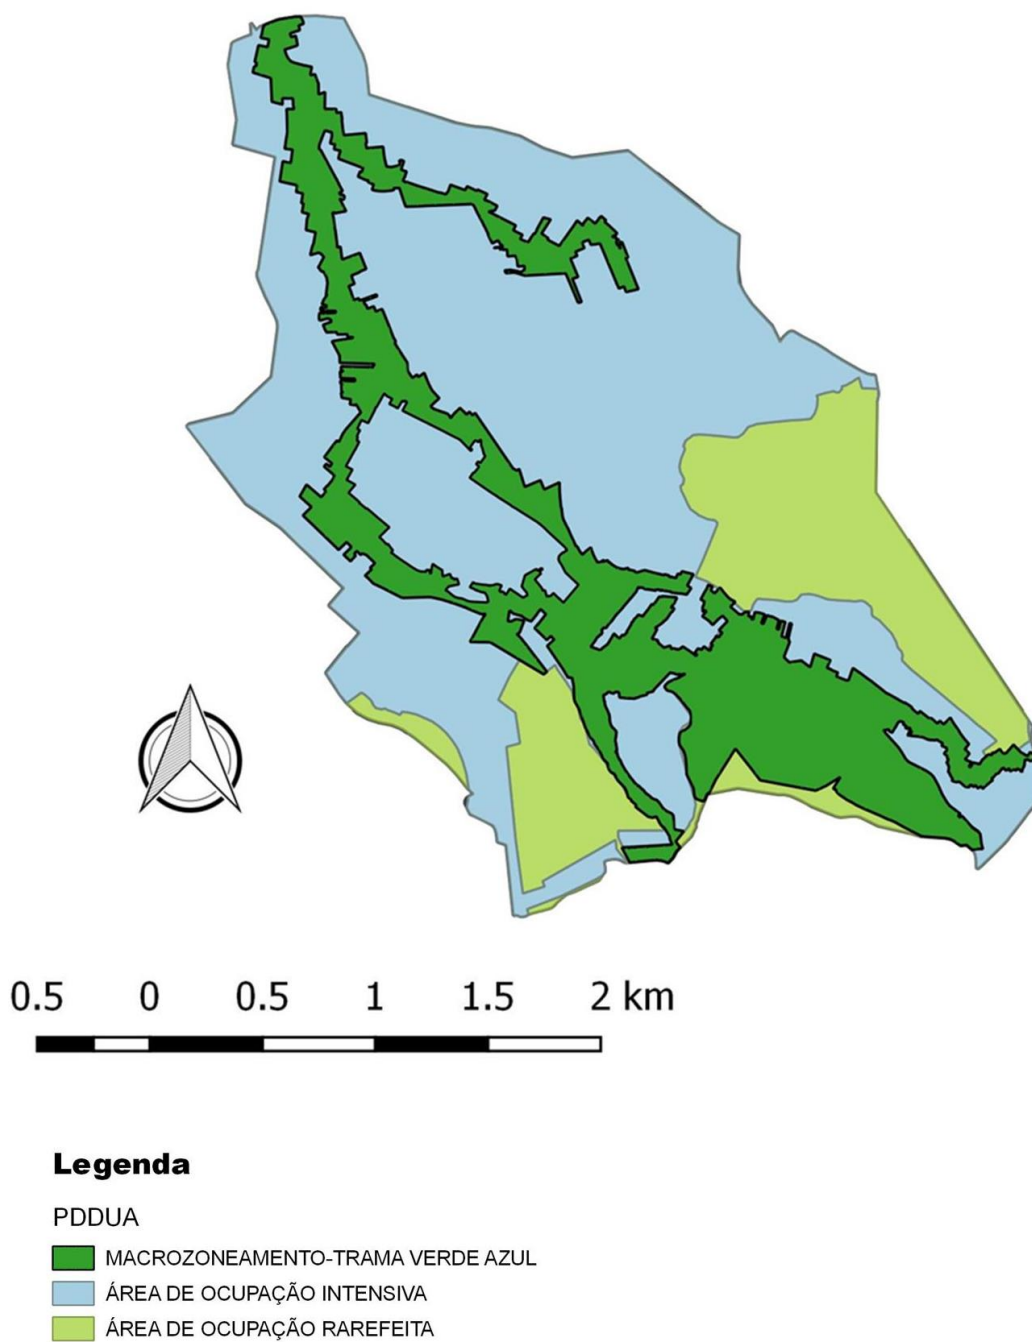 0.5 0 0.5 1 1.5 2 km
Legenda
PDDUA
MACROZONEAMENTO-TRAMA VERDE AZUL
ÁREA DE OCUPAÇÃO INTENSIVA
ÁREA DE OCUPAÇÃO RAREFEITA